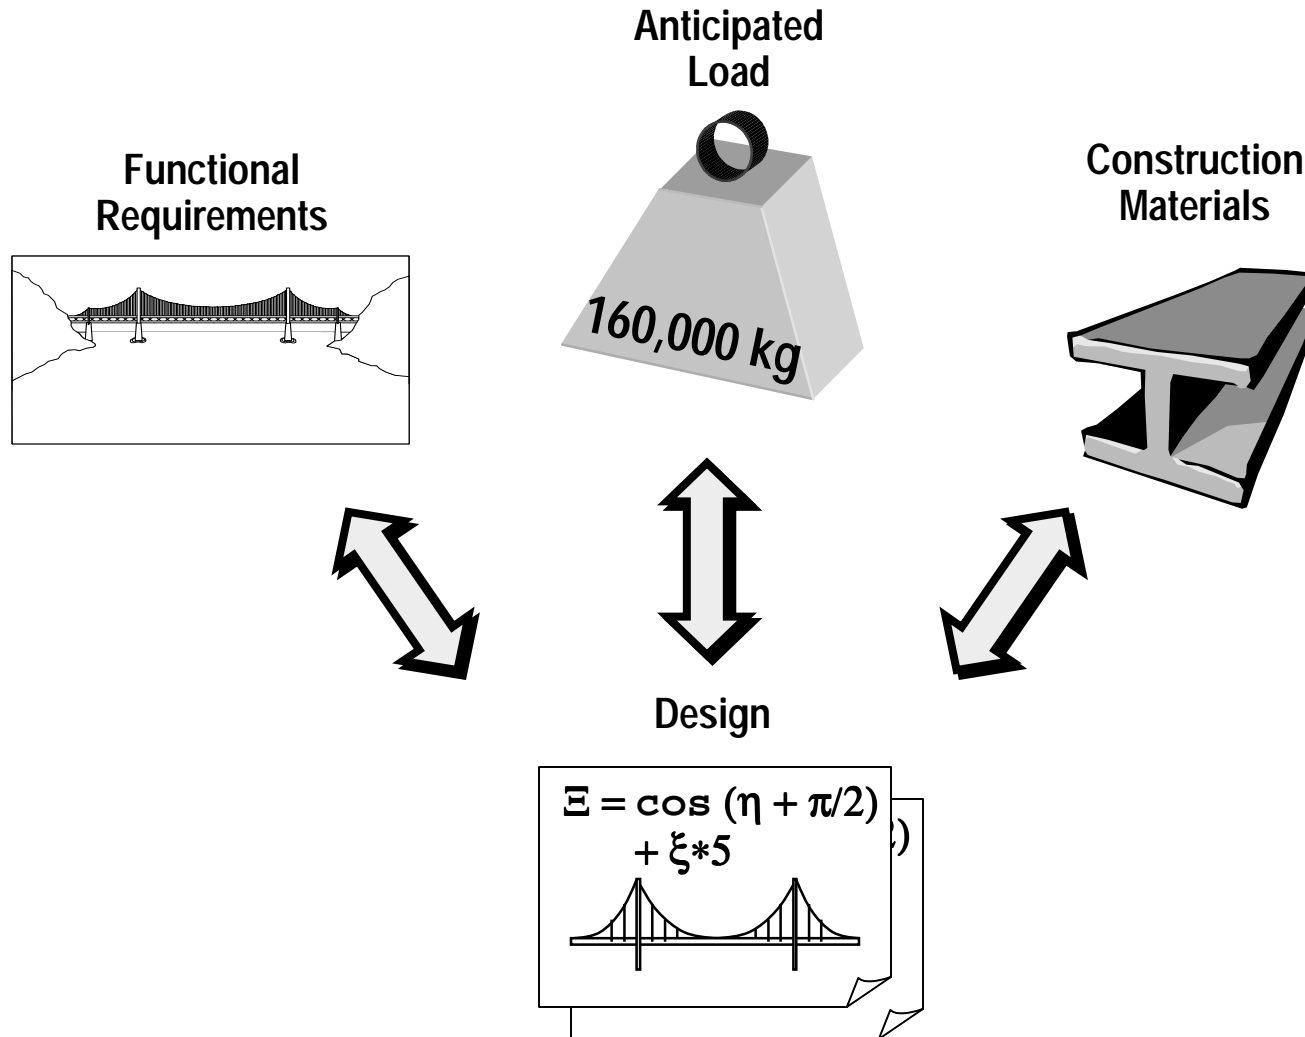 Anticipated
Load
Functional
Requirements
Construction
Materials
160,000 kg
Design
Ξ = cos (η + π/2)
+ ξ*5
)